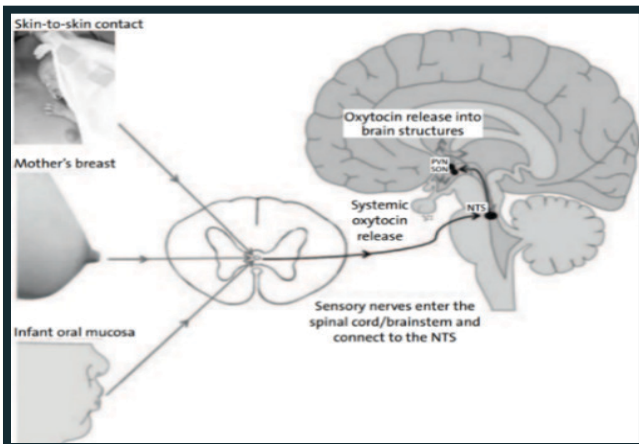 Skin-to-skin contact
Oxytocin release into
brain structures
Mother's breast
PVN
SON
Systemic
oxytocin
release
NTS
Sensory nerves enter the
spinal cord/brainstem and
connect to the NTS
Infant oral mucosa